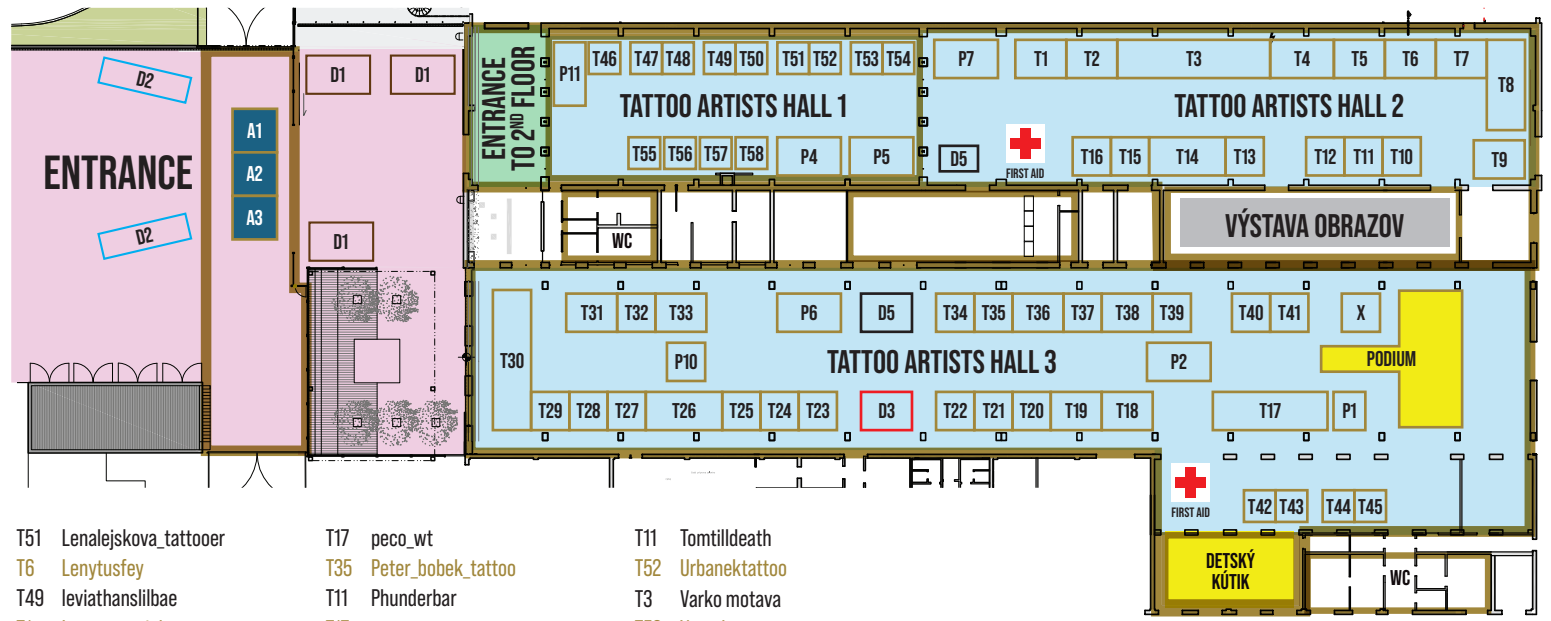 ENTRANCE
D2
D2
A1
A2
A3
D1
D1
D1
ENTRANCE
TO 2ND FLOOR
P11
T46
T47
T48
T49
T50
T51
T52
T53
T54
TATTOO ARTISTS HALL 1
T55
T56
T57
T58
P4
P5
P7
T1
T2
T3
T4
T5
T6
T7
T8
TATTOO ARTISTS HALL 2
D5
FIRST AID
T16
T15
T14
T13
T12
T11
T10
T9
WC
VÝSTAVA OBRAZOV
T30
T31
T32
T33
P6
D5
T34
T35
T36
T37
T38
T39
T40
T41
X
P10
TATTOO ARTISTS HALL 3
P2
PODIUM
T29
T28
T27
T26
T25
T24
T23
D3
T22
T21
T20
T19
T18
T17
P1
FIRST AID
T42
T43
T44
T45
DETSKÝ
KÚTIK
WC
T51 Lenalejskova_tattooer
T6 Lenytusfey
T49 leviathanslilbae
T17 peco_wt
T35 Peter_bobek_tattoo
T11 Phunderbar
T11 Tomtilldeath
T52 Urbanektattoo
T3 Varko motava